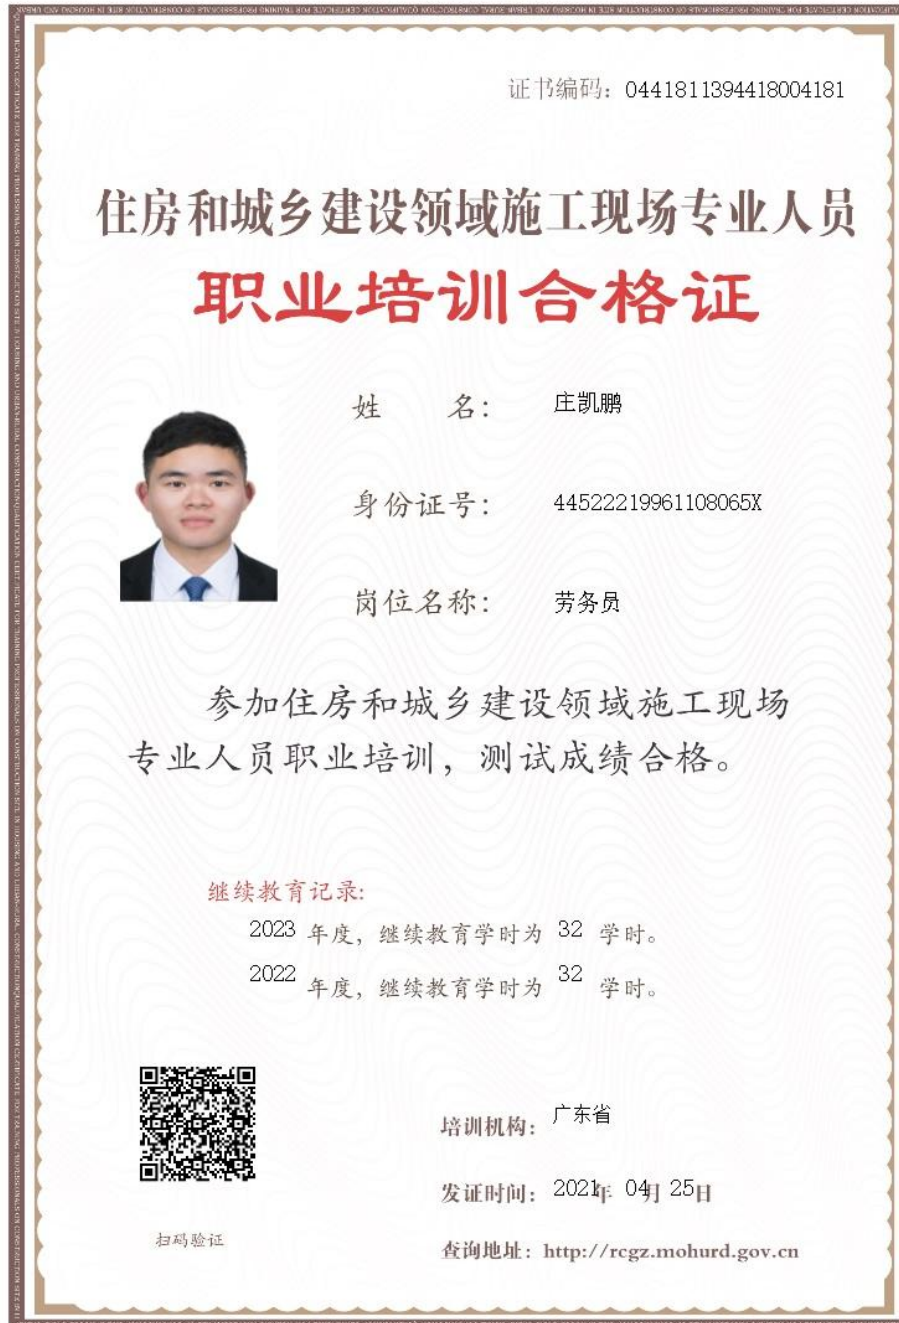 证书编码：0441811394418004181
住房和城乡建设领域施工现场专业人员
职业培训合格证
姓 名： 庄凯鹏
身份证号： 44522219961108065X
岗位名称： 劳务员
参加住房和城乡建设领域施工现场
专业人员职业培训，测试成绩合格。
继续教育记录:
2023 年度，继续教育学时为 32 学时。
2022 年度，继续教育学时为 32 学时。
培训机构： 广东省
发证时间： 2021年 04月 25日
扫码验证
查询地址：http://rcgz.mohurd.gov.cn